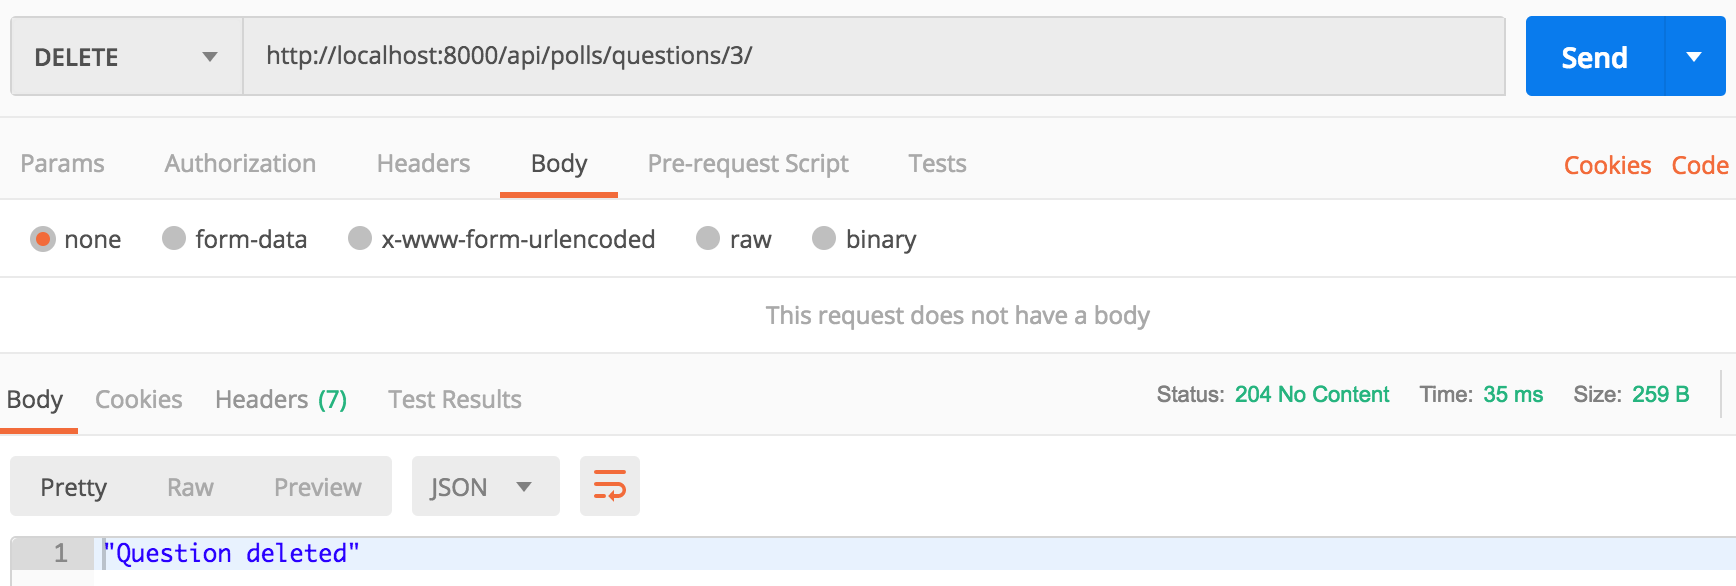 DELETE http://localhost:8000/api/polls/questions/3/ Send
Params Authorization Headers Body Pre-request Script Tests Cookies Code
none form-data x-www-form-urlencoded raw binary
This request does not have a body
Body Cookies Headers (7) Test Results Status: 204 No Content Time: 35 ms Size: 259 B
Pretty Raw Preview JSON
1 "Question deleted"